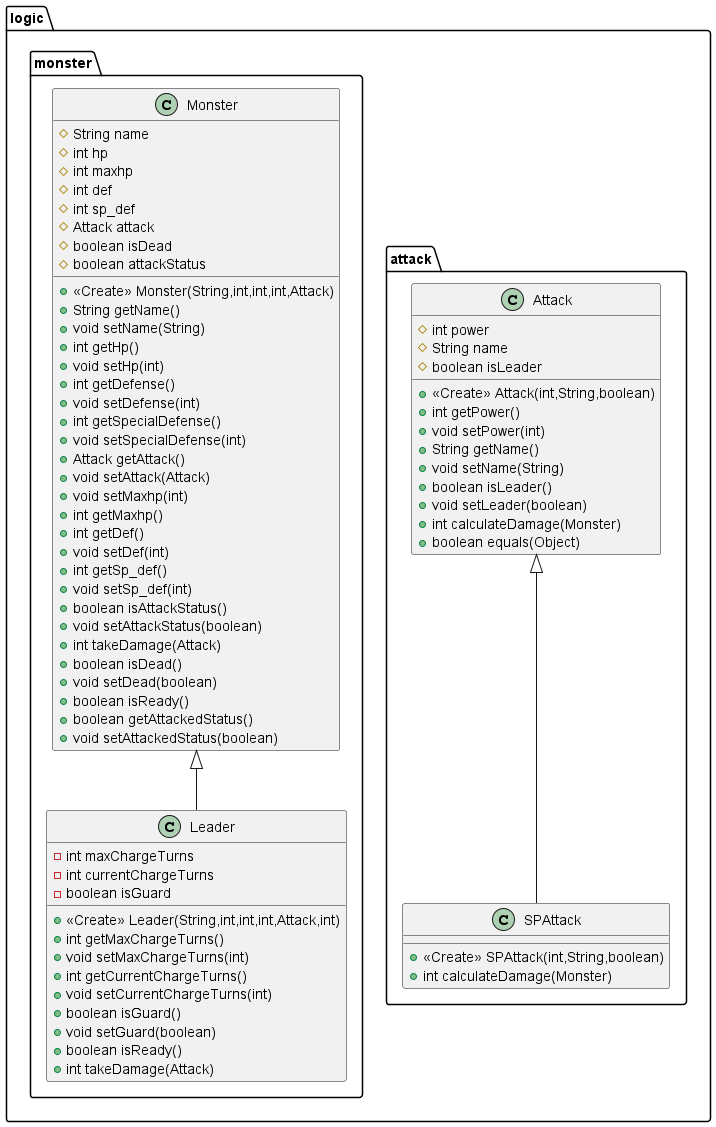 logic
monster
C Monster
String name
int hp
int maxhp
int def
int sp_def
Attack attack
boolean isDead
boolean attackStatus
«Create» Monster(String,int,int,int,Attack)
String getName()
void setName(String)
int getHp()
void setHp(int)
int getDefense()
void setDefense(int)
int getSpecialDefense()
void setSpecialDefense(int)
Attack getAttack()
void setAttack(Attack)
void setMaxhp(int)
int getMaxhp()
int getDef()
void setDef(int)
int getSp_def()
void setSp_def(int)
boolean isAttackStatus()
void setAttackStatus(boolean)
int takeDamage(Attack)
boolean isDead()
void setDead(boolean)
boolean isReady()
boolean getAttackedStatus()
void setAttackedStatus(boolean)
C Leader
int maxChargeTurns
int currentChargeTurns
boolean isGuard
«Create» Leader(String,int,int,int,Attack,int)
int getMaxChargeTurns()
void setMaxChargeTurns(int)
int getCurrentChargeTurns()
void setCurrentChargeTurns(int)
boolean isGuard()
void setGuard(boolean)
boolean isReady()
int takeDamage(Attack)
attack
C Attack
int power
String name
boolean isLeader
«Create» Attack(int,String,boolean)
int getPower()
void setPower(int)
String getName()
void setName(String)
boolean isLeader()
void setLeader(boolean)
int calculateDamage(Monster)
boolean equals(Object)
C SPAttack
«Create» SPAttack(int,String,boolean)
int calculateDamage(Monster)